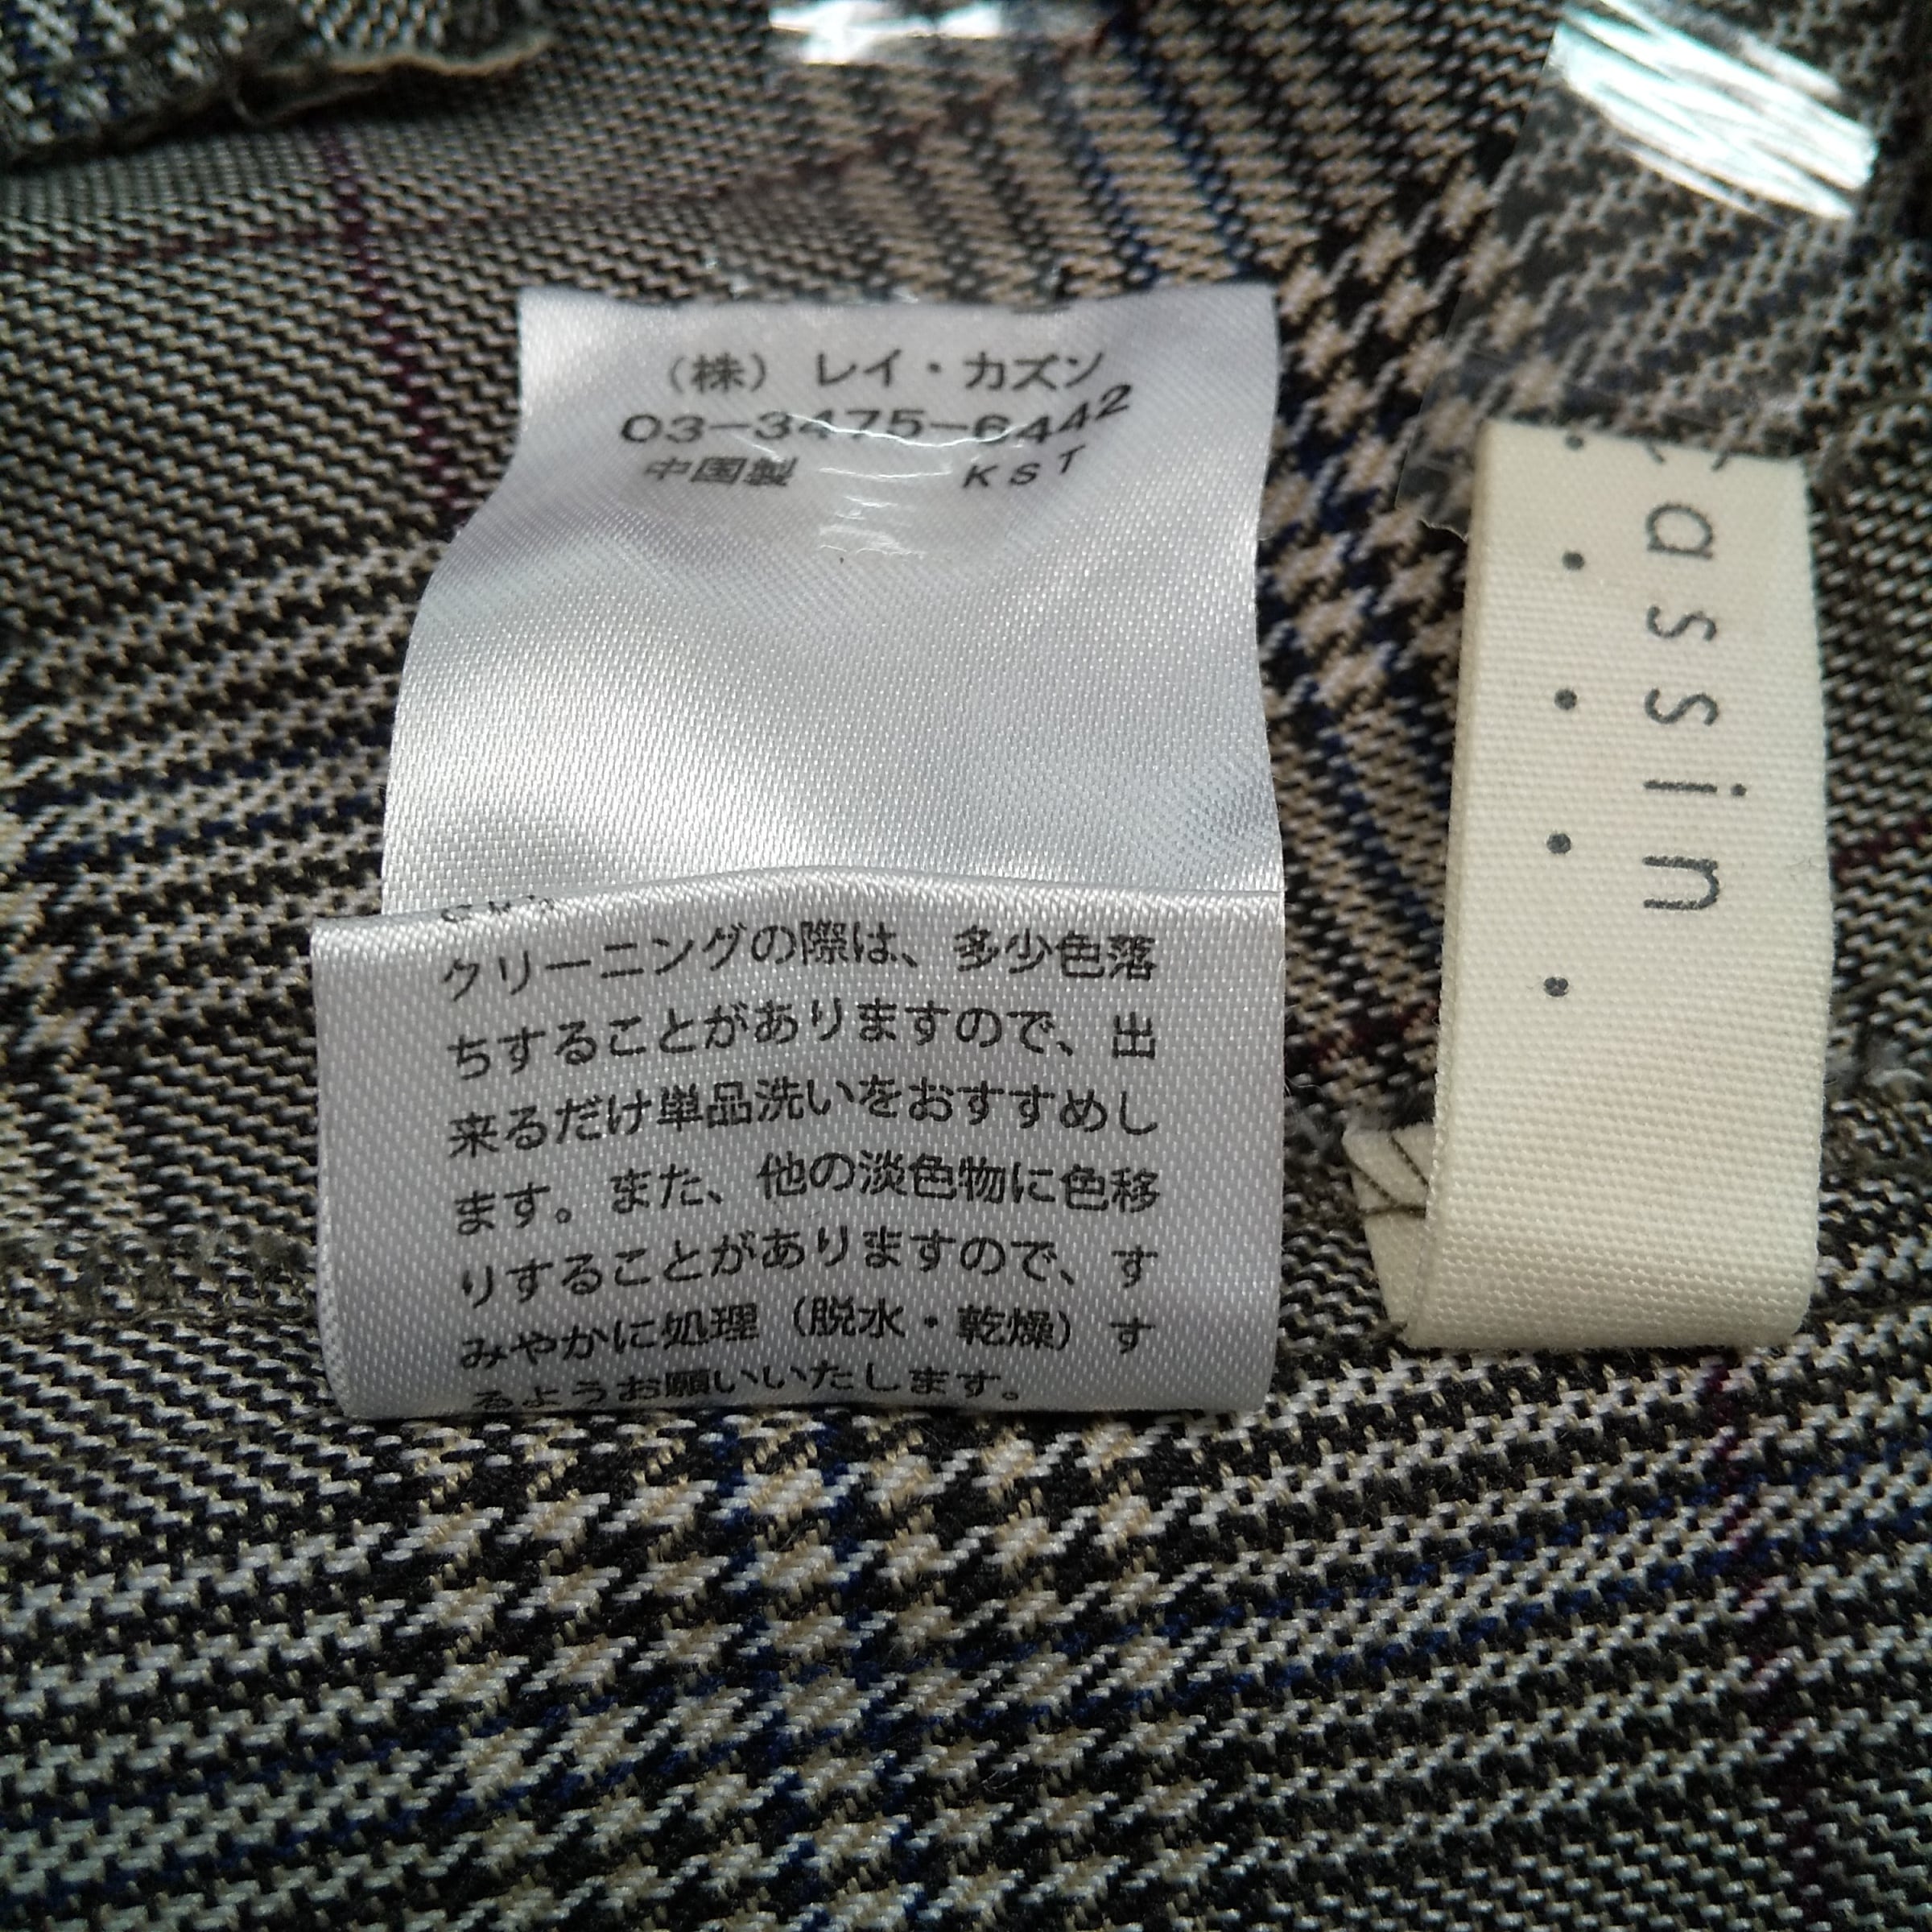 （株）レイ・カズン
03-3475-6442
中国製 KST
クリーニングの際は、多少色落
ちすることがありますので、出
来るだけ単品洗いをおすすめし
ます。また、他の淡色物に色移
りすることがありますので、す
みやかに処理（脱水・乾燥）す
るようお願いいたします。
assin